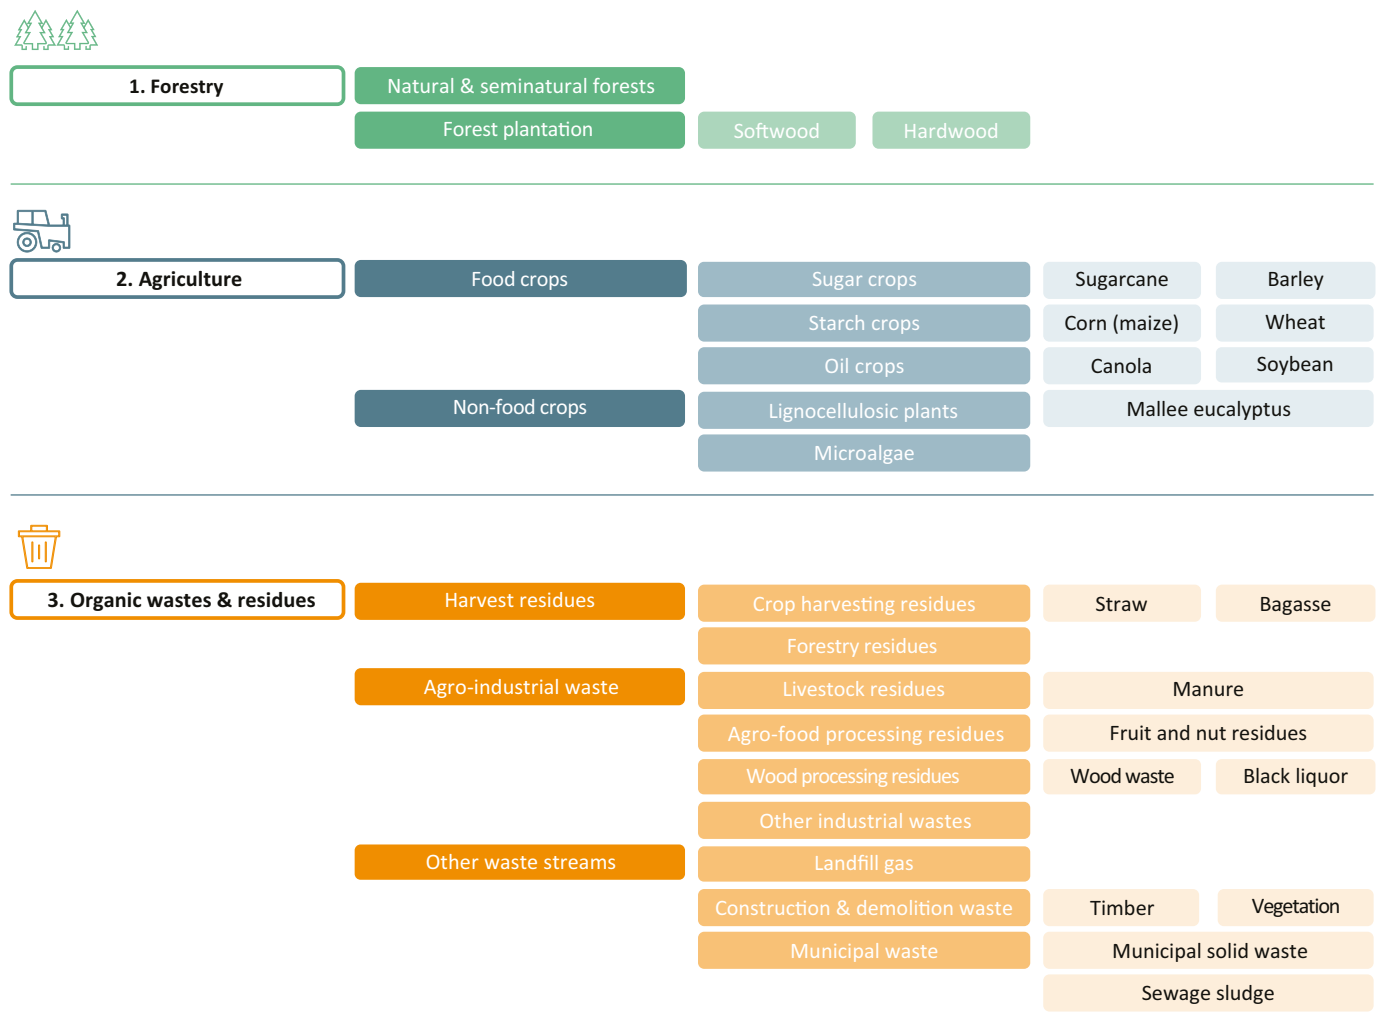 1. Forestry
Natural & seminatural forests
Forest plantation
Softwood
Hardwood
2. Agriculture
Food crops
Sugar crops
Sugarcane
Barley
Starch crops
Corn (maize)
Wheat
Oil crops
Canola
Soybean
Non-food crops
Lignocellulosic plants
Mallee eucalyptus
Microalgae
3. Organic wastes & residues
Harvest residues
Crop harvesting residues
Straw
Bagasse
Forestry residues
Agro-industrial waste
Livestock residues
Manure
Agro-food processing residues
Fruit and nut residues
Wood processing residues
Wood waste
Black liquor
Other industrial wastes
Other waste streams
Landfill gas
Construction & demolition waste
Timber
Vegetation
Municipal waste
Municipal solid waste
Sewage sludge